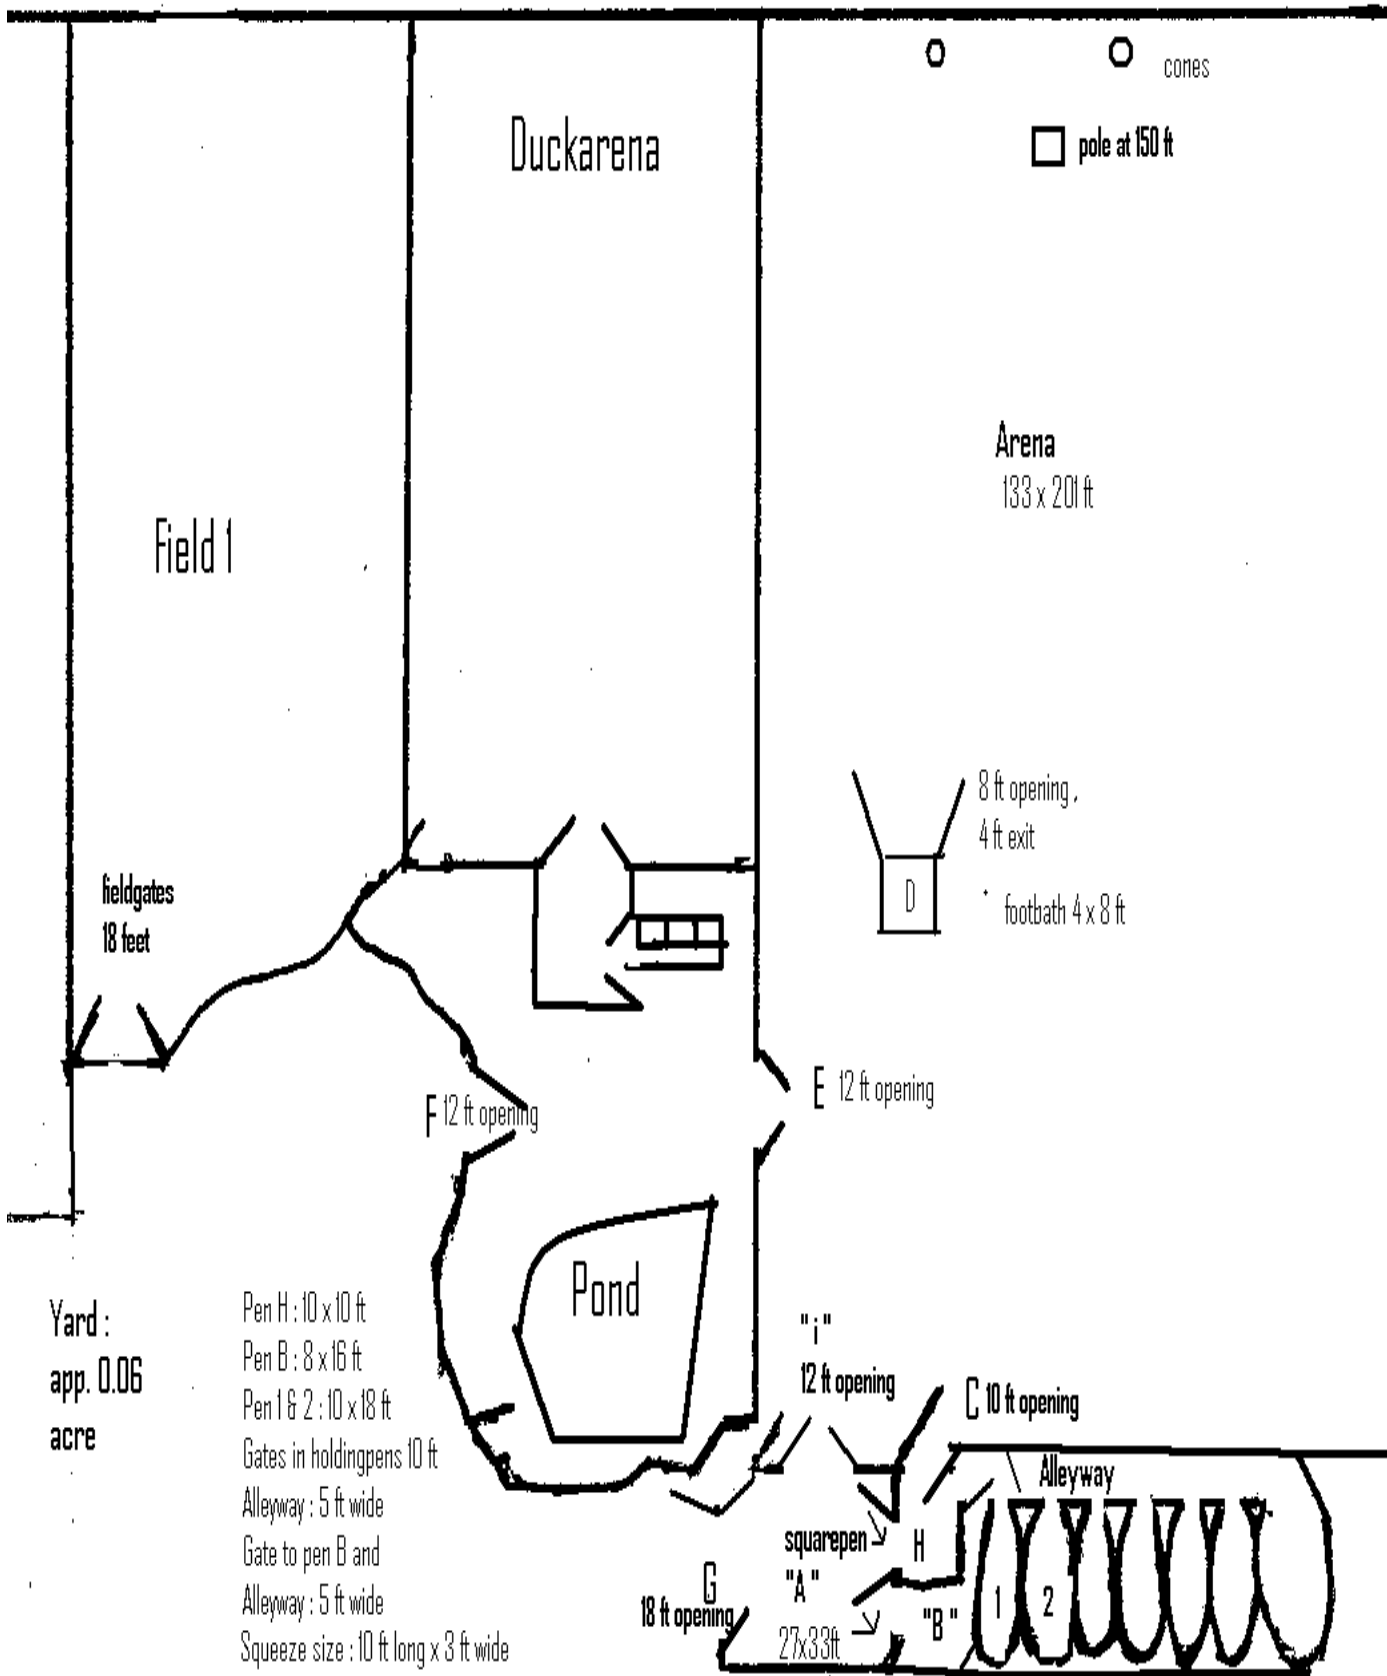 cones
Duckarena
pole at 150 ft
Arena
133 x 201 ft
Field 1
8 ft opening ,
4 ft exit
D
footbath 4 x 8 ft
fieldgates
18 feet
E 12 ft opening
F 12 ft opening
Pond
Yard :
app. 0.06
acre
Pen H : 10 x 10 ft
Pen B : 8 x 16 ft
Pen 1 & 2 : 10 x 18 ft
Gates in holdingpens 10 ft
Alleyway : 5 ft wide
Gate to pen B and
Alleyway : 5 ft wide
Squeeze size : 10 ft long x 3 ft wide
"i"
12 ft opening
C 10 ft opening
Alleyway
squarepen
"A"
27x33ft
H
G
18 ft opening
"B"
1
2